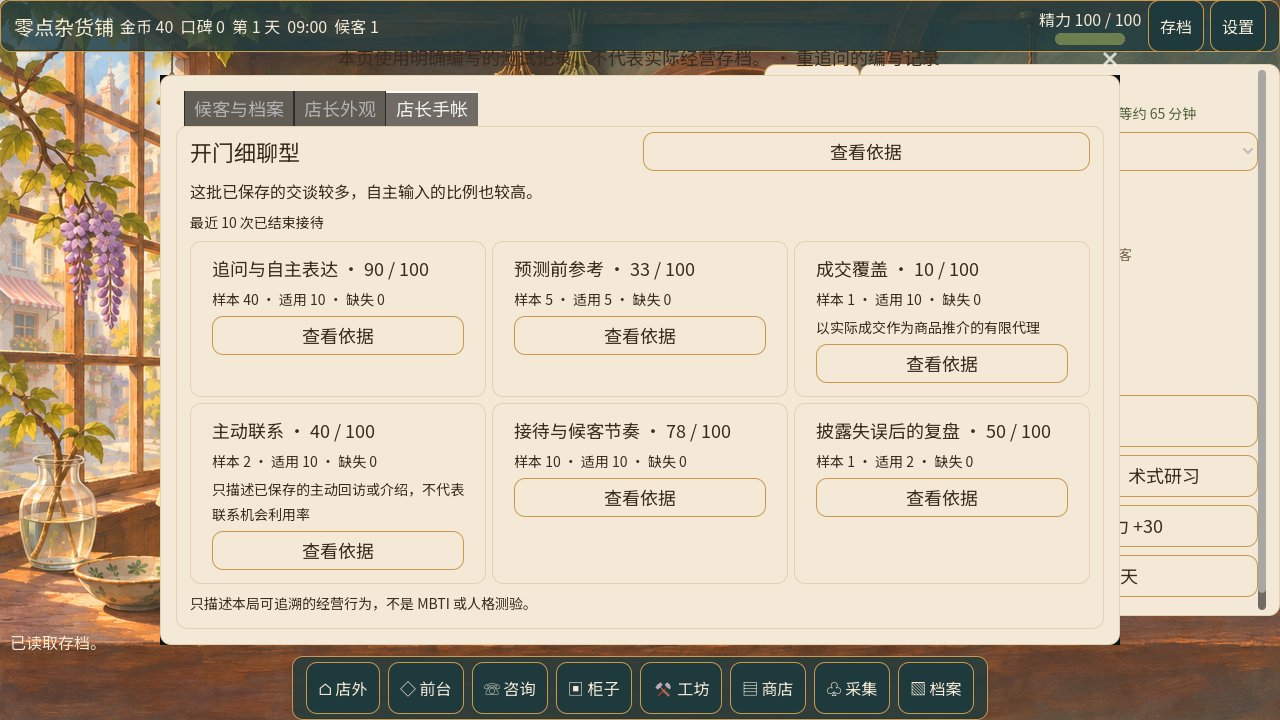 零点杂货铺 金币 40 口碑 0 第 1 天 09:00 候客 1
精力 100 / 100
存档
设置
本页使用明确编写的测试记录，不代表实际经营存档。 · 重追问的编写记录
×
候客与档案
店长外观
店长手帐
等约 65 分钟
开门细聊型
查看依据
这批已保存的交谈较多，自主输入的比例也较高。
最近 10 次已结束接待
客
追问与自主表达 · 90 / 100
样本 40 · 适用 10 · 缺失 0
查看依据
预测前参考 · 33 / 100
样本 5 · 适用 5 · 缺失 0
查看依据
成交覆盖 · 10 / 100
样本 1 · 适用 10 · 缺失 0
以实际成交作为商品推介的有限代理
查看依据
主动联系 · 40 / 100
样本 2 · 适用 10 · 缺失 0
只描述已保存的主动回访或介绍，不代表
联系机会利用率
查看依据
接待与候客节奏 · 78 / 100
样本 10 · 适用 10 · 缺失 0
查看依据
披露失误后的复盘 · 50 / 100
样本 1 · 适用 2 · 缺失 0
查看依据
术式研习
力 +30
天
只描述本局可追溯的经营行为，不是 MBTI 或人格测验。
已读取存档。
店外
前台
咨询
柜子
工坊
商店
采集
档案